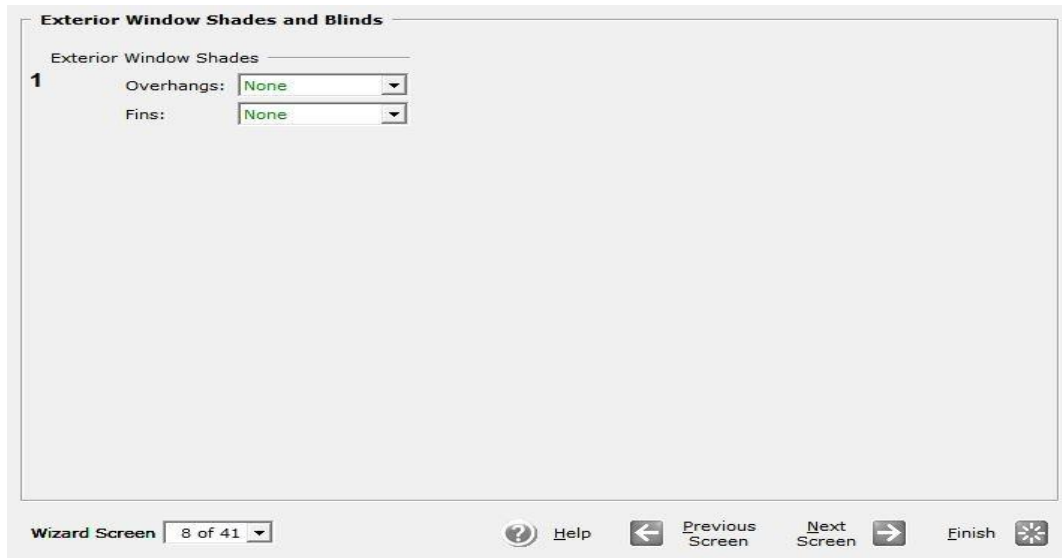 Exterior Window Shades and Blinds
Exterior Window Shades
1
Overhangs: None
Fins: None
Wizard Screen 8 of 41
Help
Previous Screen
Next Screen
Finish